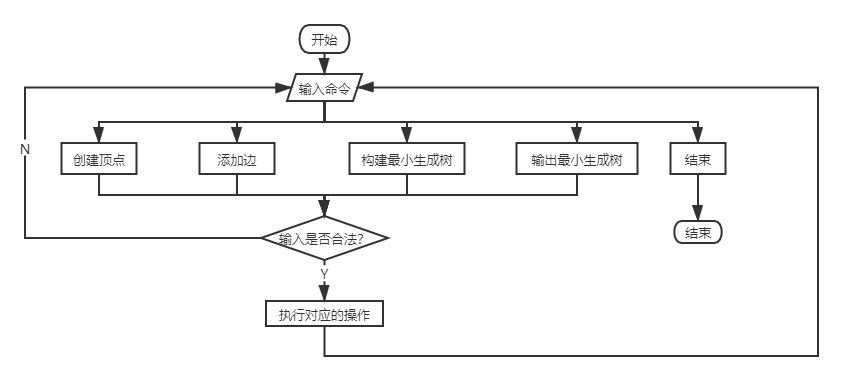 开始
输入命令
N
创建顶点
添加边
构建最小生成树
输出最小生成树
结束
结束
输入是否合法?
Y
执行对应的操作